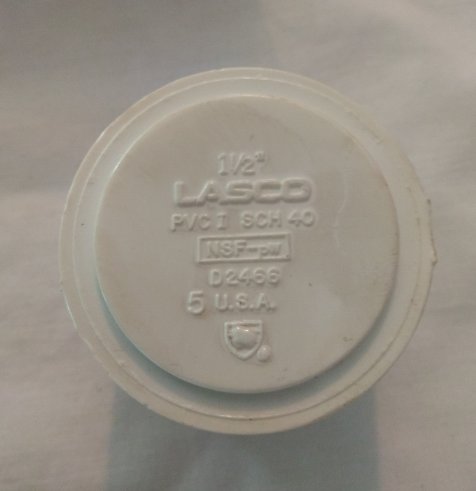 1½"
LASCO
PVC I SCH 40
NSF-pw
D2466
5 U.S.A.